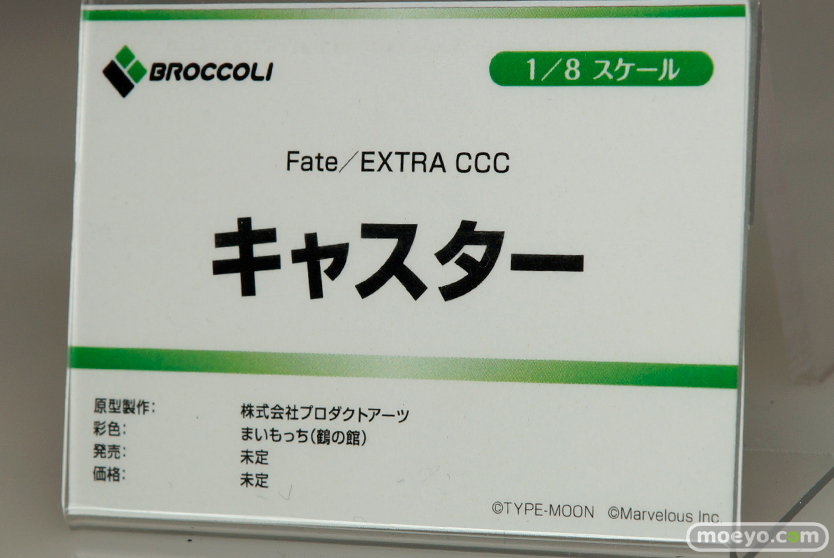 BROCCOLI
1/8 スケール
Fate/EXTRA CCC
キャスター
原型製作: 株式会社プロダクトアーツ
彩色: まいもっち(鶴の館)
発売: 未定
価格: 未定
©TYPE-MOON ©Marvelous Inc
moeyo.com